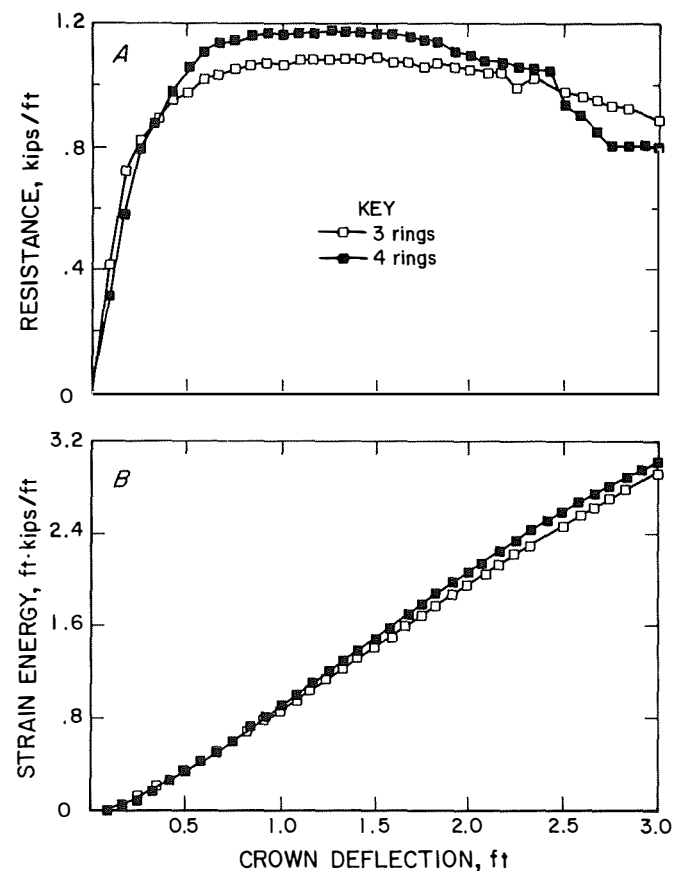 1.2
A
.8
.4
0
RESISTANCE, kips/ft
KEY
3 rings
4 rings
3.2
B
2.4
1.6
.8
0
STRAIN ENERGY, ft·kips/ft
0.5 1.0 1.5 2.0 2.5 3.0
CROWN DEFLECTION, ft